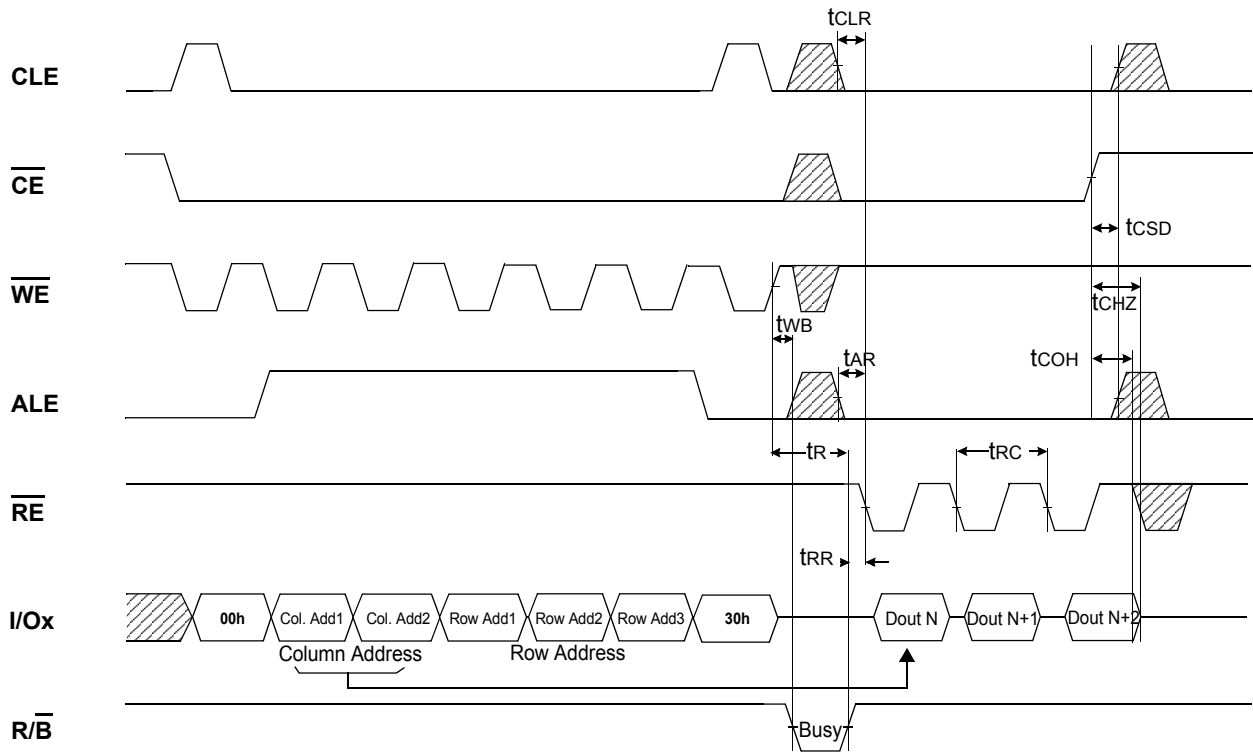 tCLR
CLE
CE
tCSD
WE
tCHZ
tWB
tAR
tCOH
ALE
tR
tRC
RE
tRR
I/Ox
00h
Col. Add1
Col. Add2
Row Add1
Row Add2
Row Add3
30h
Dout N
Dout N+1
Dout N+2
Column Address
Row Address
R/B
Busy